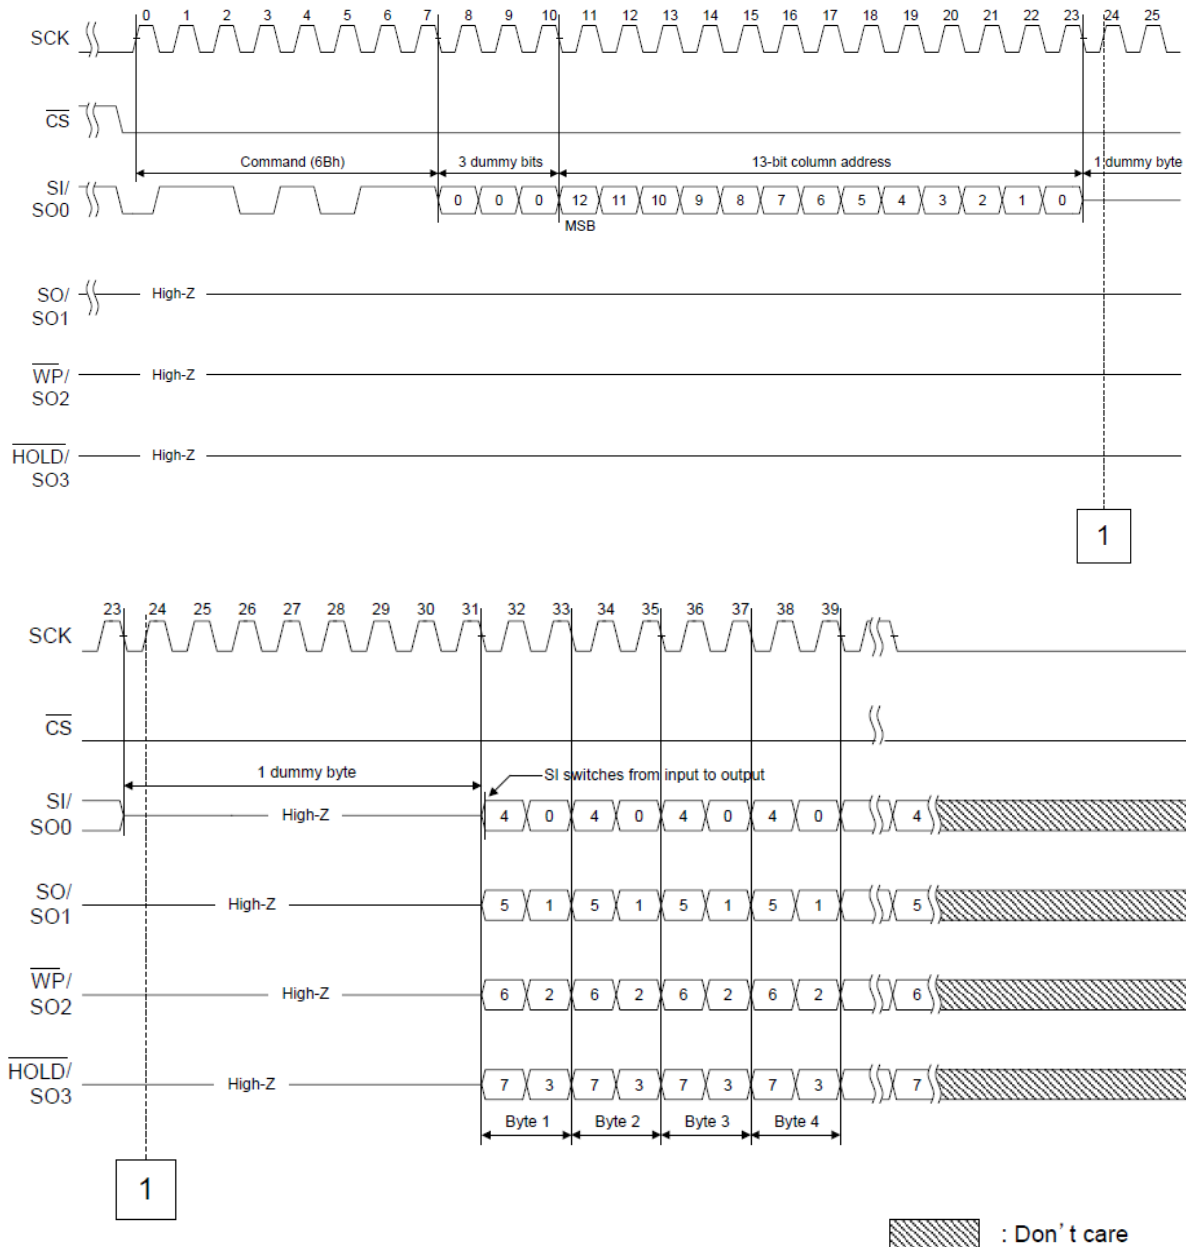 0 1 2 3 4 5 6 7 8 9 10 11 12 13 14 15 16 17 18 19 20 21 22 23 24 25
SCK
CS
Command (6Bh) 3 dummy bits 13-bit column address 1 dummy byte
SI/
SO0
0 0 0 12 11 10 9 8 7 6 5 4 3 2 1 0
MSB
SO/
SO1
High-Z
WP/
SO2
High-Z
HOLD/
SO3
High-Z
1
23 24 25 26 27 28 29 30 31 32 33 34 35 36 37 38 39
SCK
CS
1 dummy byte
SI switches from input to output
SI/
SO0
High-Z 4 0 4 0 4 0 4 0 4
SO/
SO1
High-Z 5 1 5 1 5 1 5 1 5
WP/
SO2
High-Z 6 2 6 2 6 2 6 2 6
HOLD/
SO3
High-Z 7 3 7 3 7 3 7 3 7
Byte 1 Byte 2 Byte 3 Byte 4
1
: Don't care